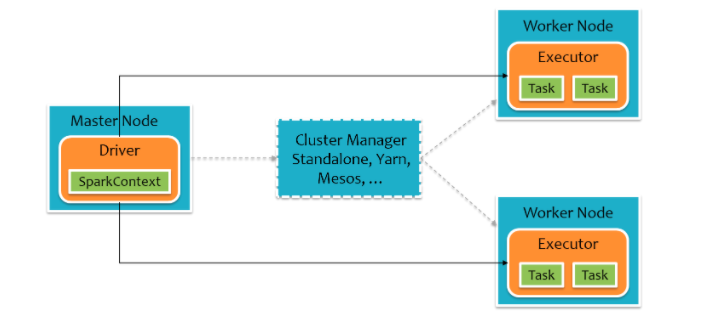 Master Node
Driver
SparkContext
Cluster Manager
Standalone, Yarn,
Mesos, ...
Worker Node
Executor
Task Task
Worker Node
Executor
Task Task